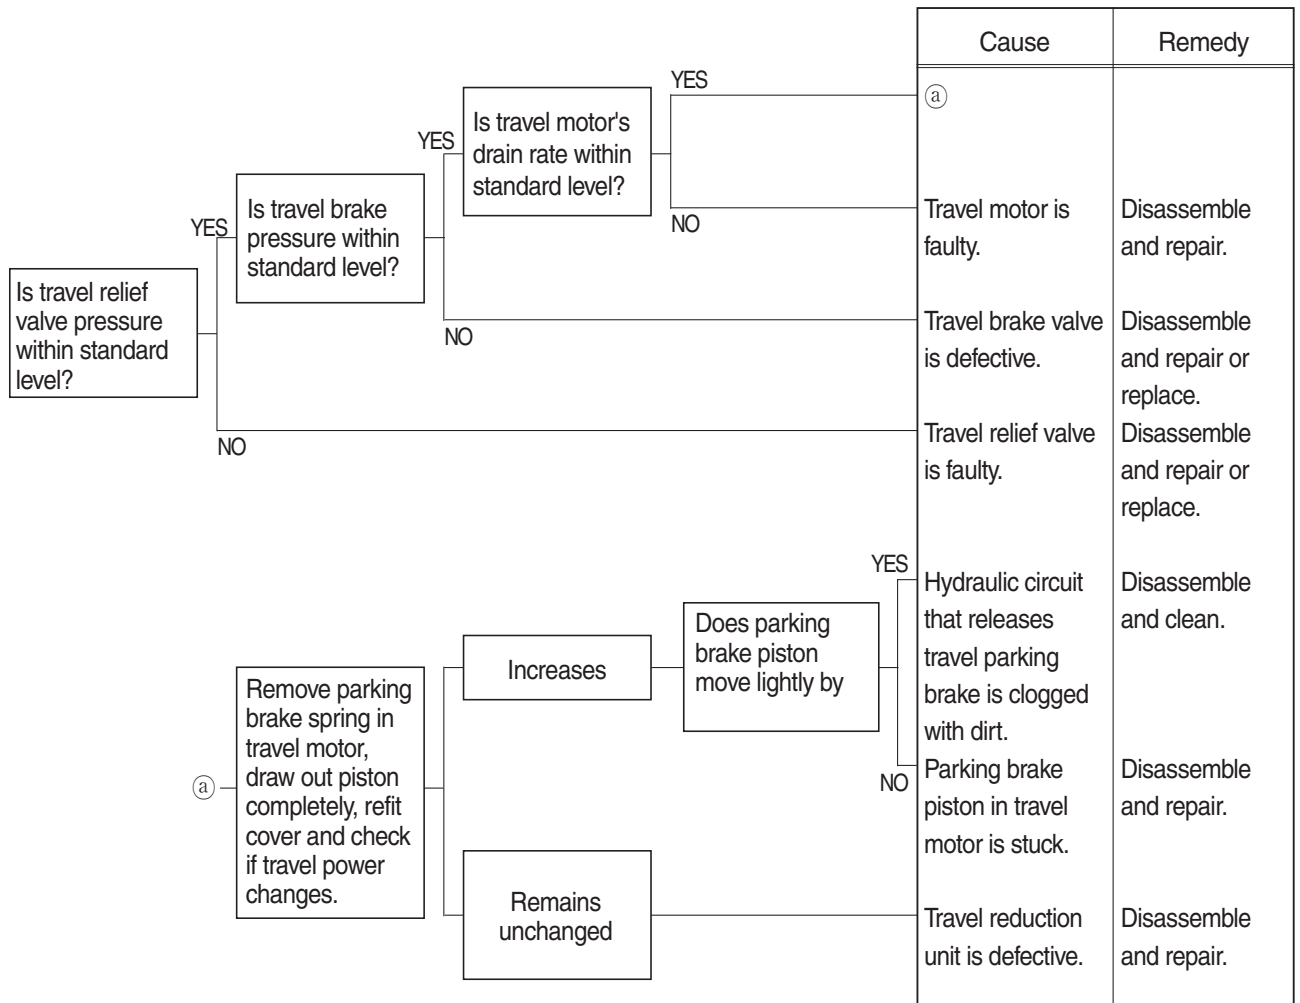 Cause
Remedy
YES
ⓐ
Is travel motor's
drain rate within
standard level?
YES
NO
Travel motor is
faulty.
Disassemble
and repair.
Is travel brake
pressure within
standard level?
YES
NO
Travel brake valve
is defective.
Disassemble
and repair or
replace.
Is travel relief
valve pressure
within standard
level?
NO
Travel relief valve
is faulty.
Disassemble
and repair or
replace.
ⓐ
Remove parking
brake spring in
travel motor,
draw out piston
completely, refit
cover and check
if travel power
changes.
Increases
Does parking
brake piston
move lightly by
YES
Hydraulic circuit
that releases
travel parking
brake is clogged
with dirt.
Disassemble
and clean.
NO
Parking brake
piston in travel
motor is stuck.
Disassemble
and repair.
Remains
unchanged
Travel reduction
unit is defective.
Disassemble
and repair.